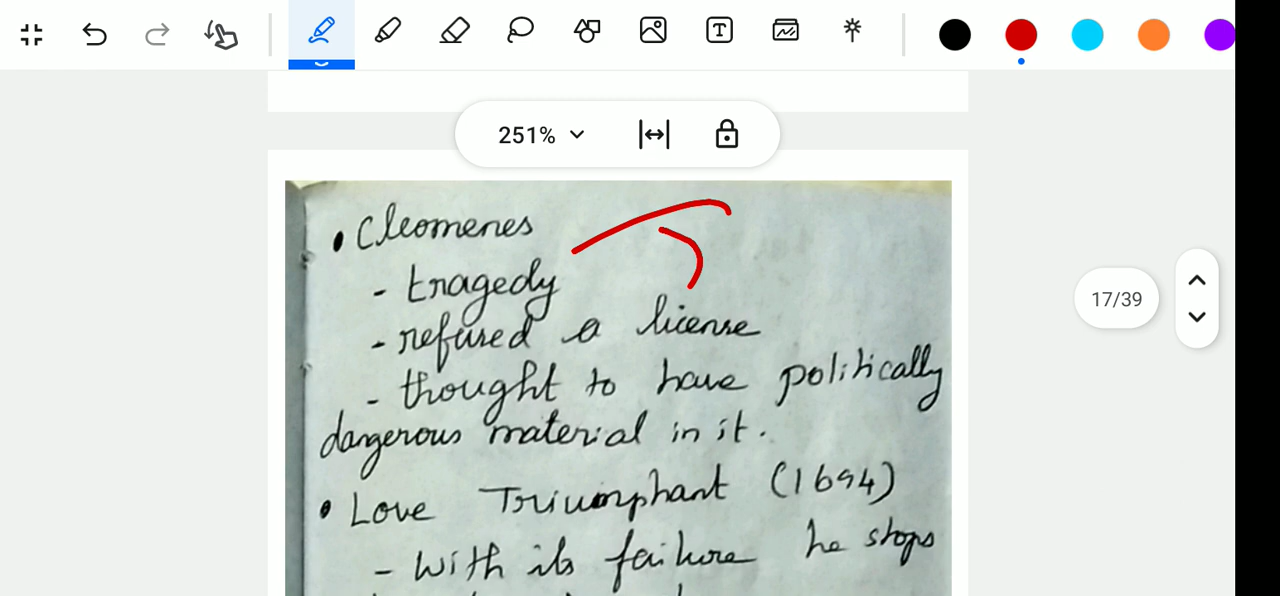 251%
17/39
• Cleomenes
- tragedy
- refused a license
- thought to have politically
dangerous material in it.
• Love Triumphant (1694)
- with its failure he stops